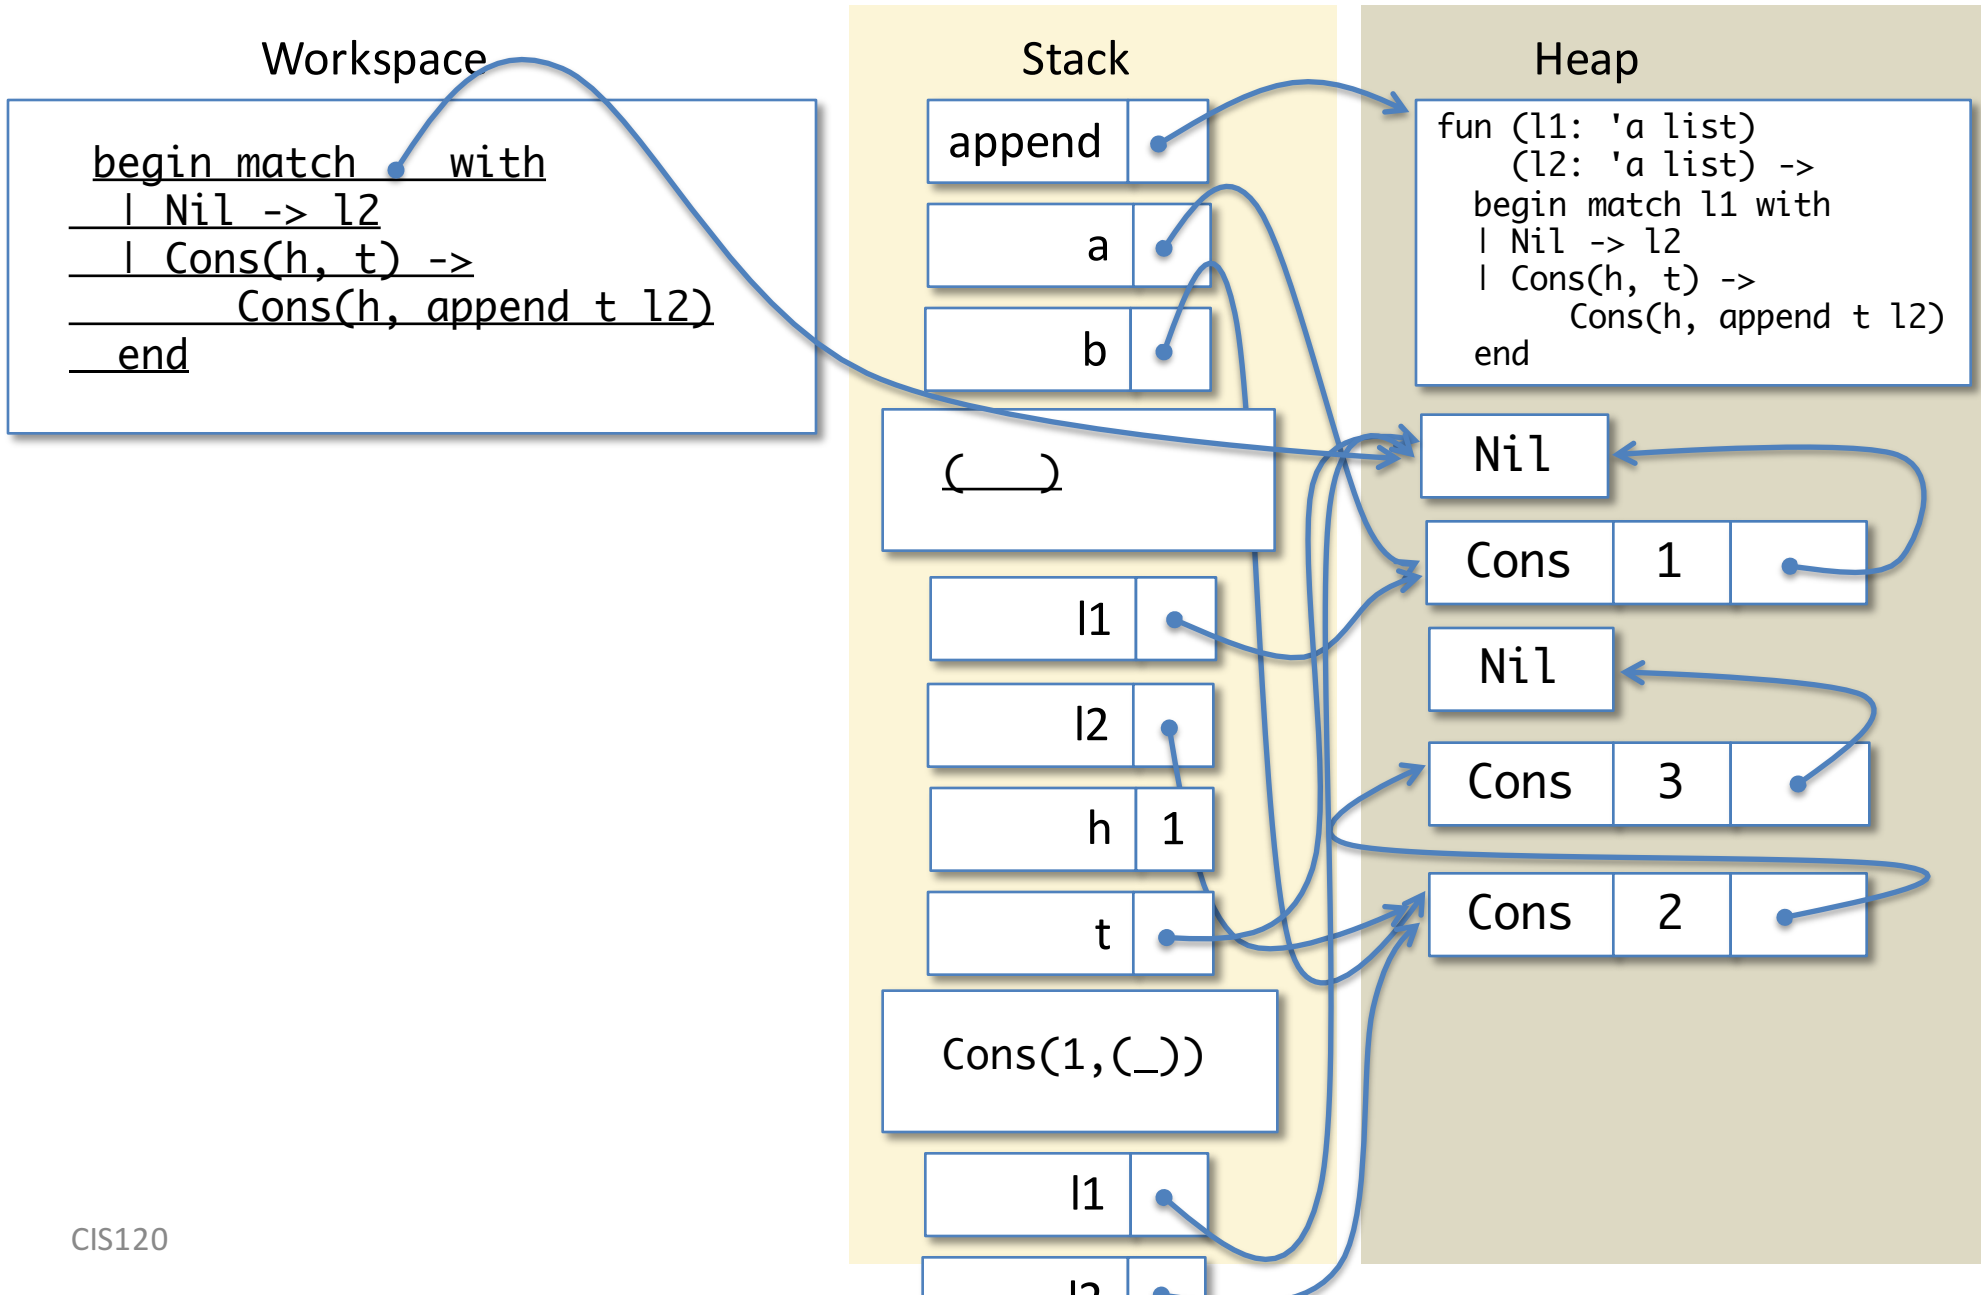 Workspace
begin match with
| Nil -> l2
| Cons(h, t) ->
Cons(h, append t l2)
end
CIS120
Stack
append
a
b
(__)
l1
l2
h 1
t
Cons(1,(_))
l1
l2
Heap
fun (l1: 'a list)
(l2: 'a list) ->
begin match l1 with
| Nil -> l2
| Cons(h, t) ->
Cons(h, append t l2)
end
Nil
Cons 1
Nil
Cons 3
Cons 2